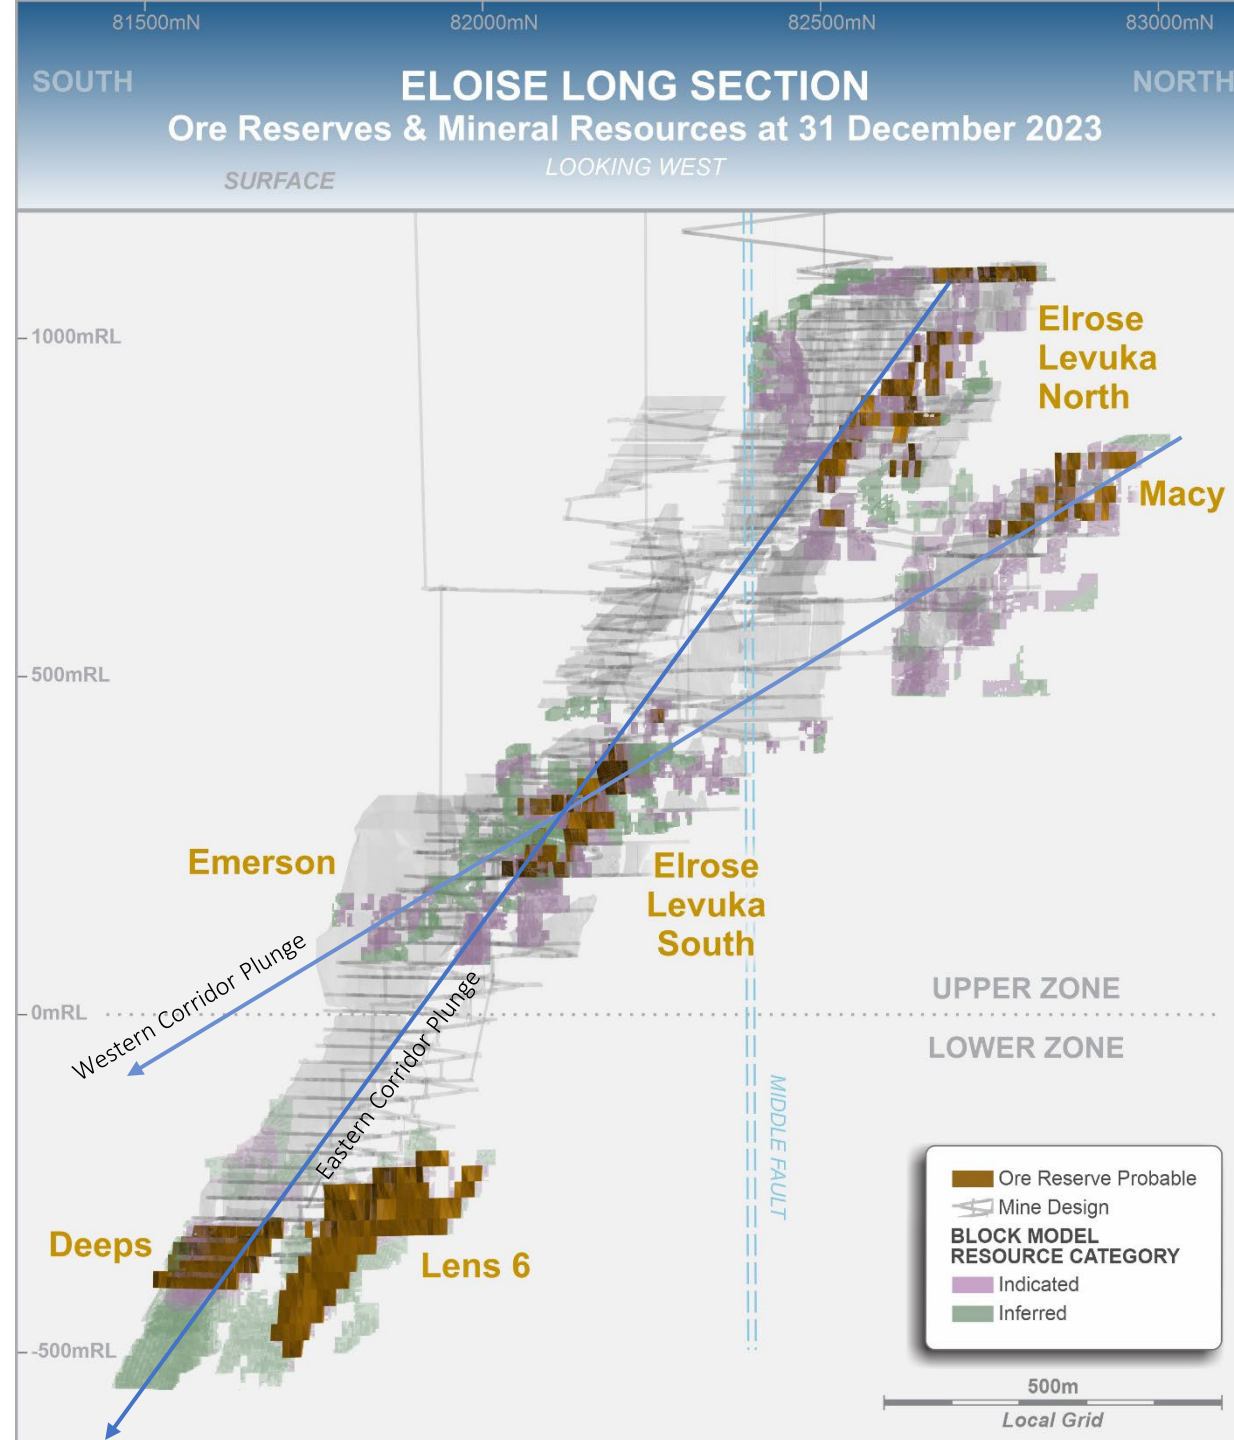 81500mN
82000mN
82500mN
83000mN
SOUTH
ELOISE LONG SECTION
NORTH
Ore Reserves & Mineral Resources at 31 December 2023
LOOKING WEST
SURFACE
1000mRL
Elrose
Levuka
North
Macy
500mRL
Emerson
Elrose
Levuka
South
Western Corridor Plunge
Eastern Corridor Plunge
UPPER ZONE
0mRL
LOWER ZONE
MIDDLE FAULT
Deeps
Lens 6
-500mRL
Ore Reserve Probable
Mine Design
BLOCK MODEL
RESOURCE CATEGORY
Indicated
Inferred
500m
Local Grid